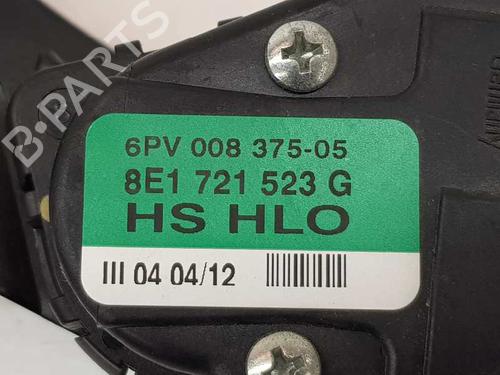 6PV 008 375-05
8E1 721 523 G
HS HLO
III 04 04/12
B-PARTS